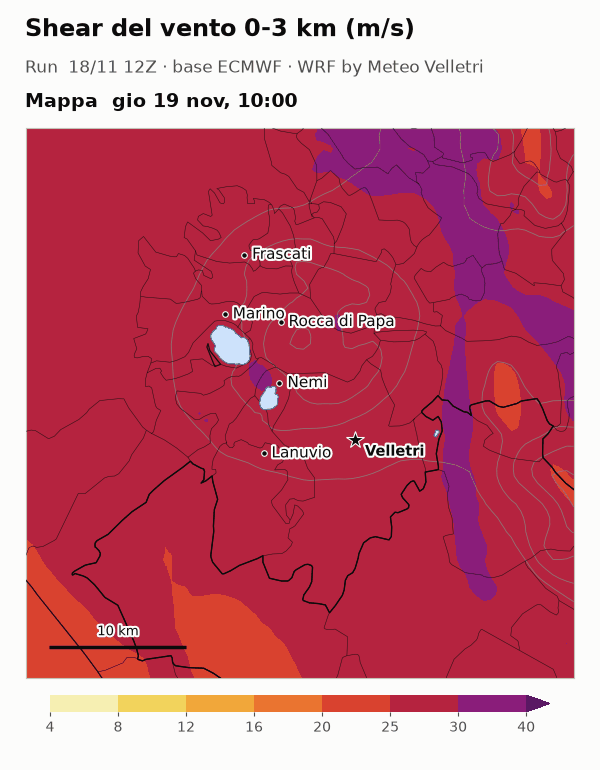 Shear del vento 0-3 km (m/s)
Run  18/11 12Z · base ECMWF · WRF by Meteo Velletri
Mappa  gio 19 nov, 10:00
Frascati
Marino
Rocca di Papa
Nemi
Velletri
Lanuvio
10 km
4 8 12 16 20 25 30 40